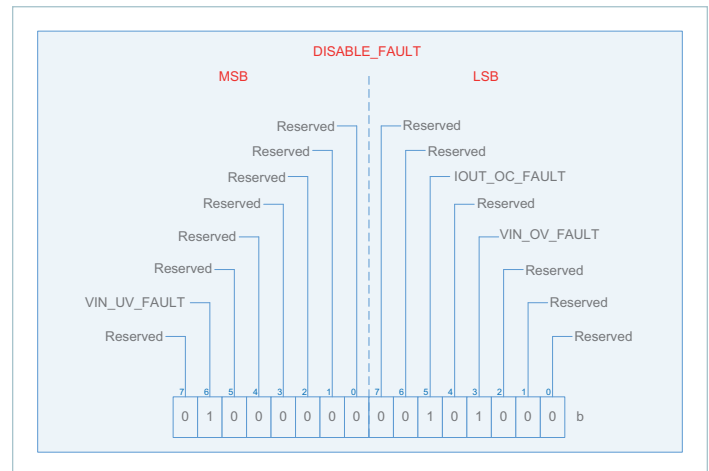 DISABLE_FAULT
MSB LSB
Reserved Reserved
Reserved Reserved
Reserved IOUT_OC_FAULT
Reserved Reserved
Reserved VIN_OV_FAULT
Reserved Reserved
VIN_UV_FAULT Reserved
Reserved Reserved
7 6 5 4 3 2 1 0 7 6 5 4 3 2 1 0
0 1 0 0 0 0 0 0 0 0 1 0 1 0 0 0 b